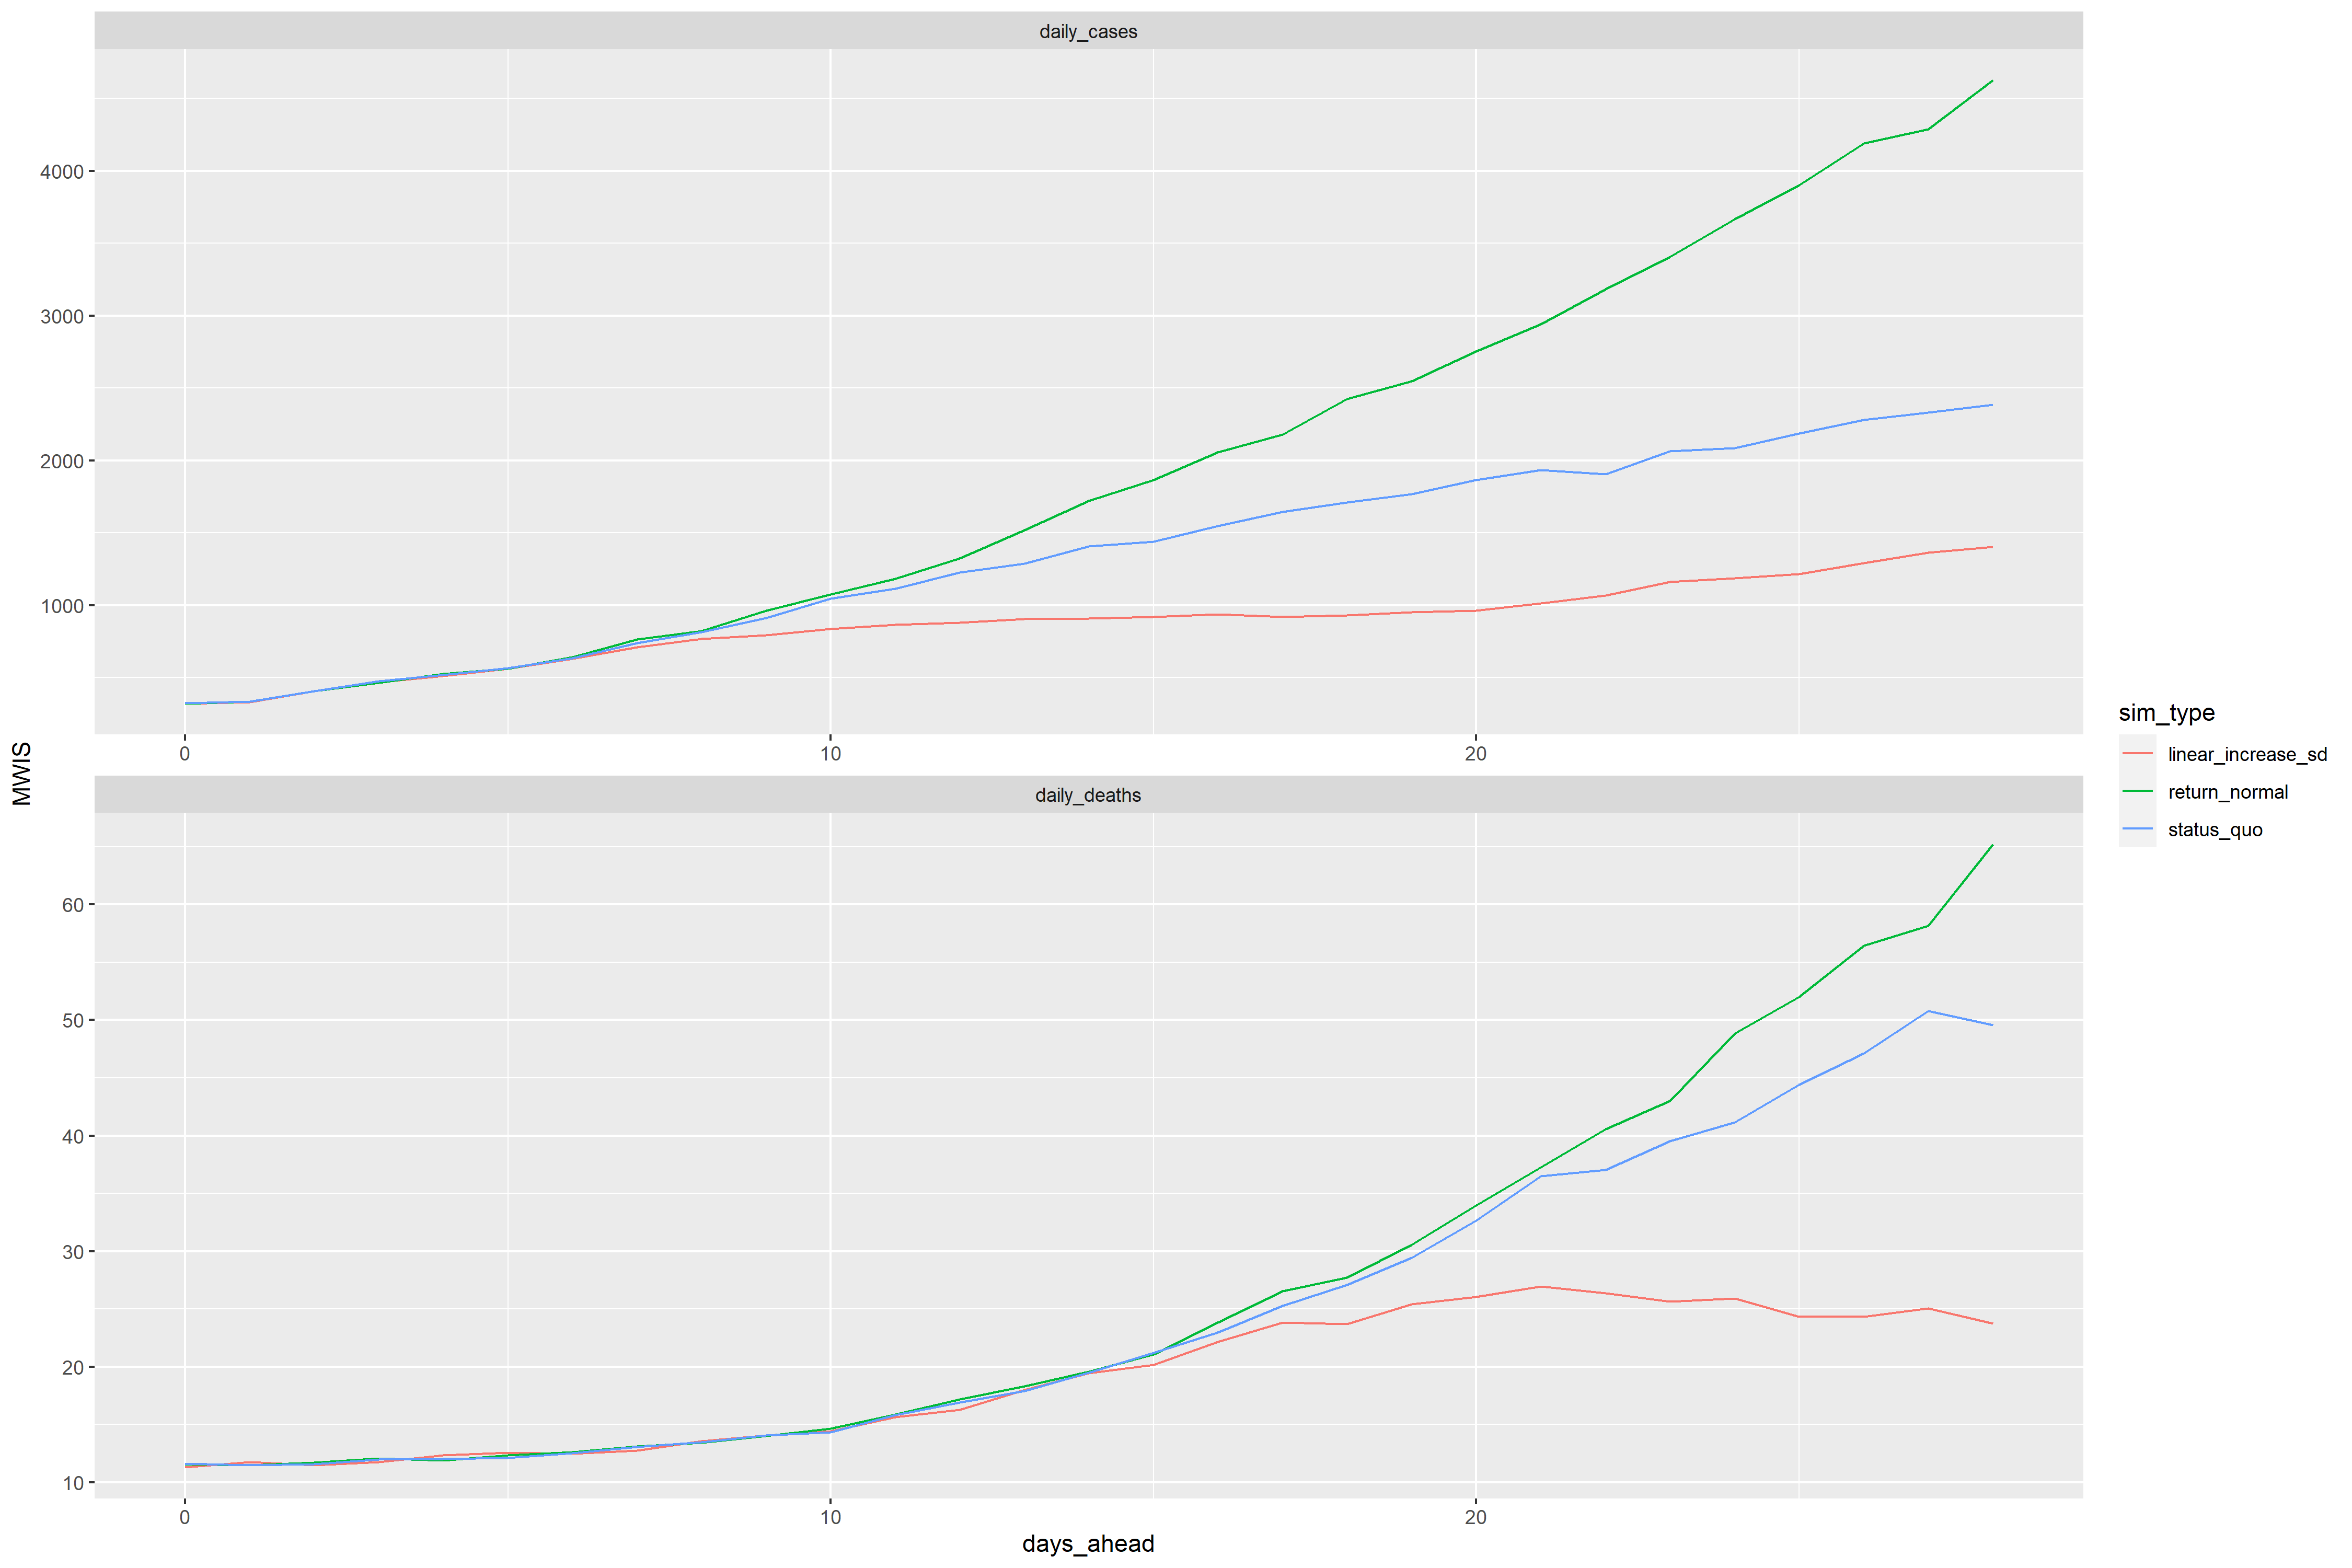 daily_cases
4000
3000
2000
1000
0 10 20
MWIS
daily_deaths
60
50
40
30
20
10
0 10 20
days_ahead
sim_type
linear_increase_sd
return_normal
status_quo